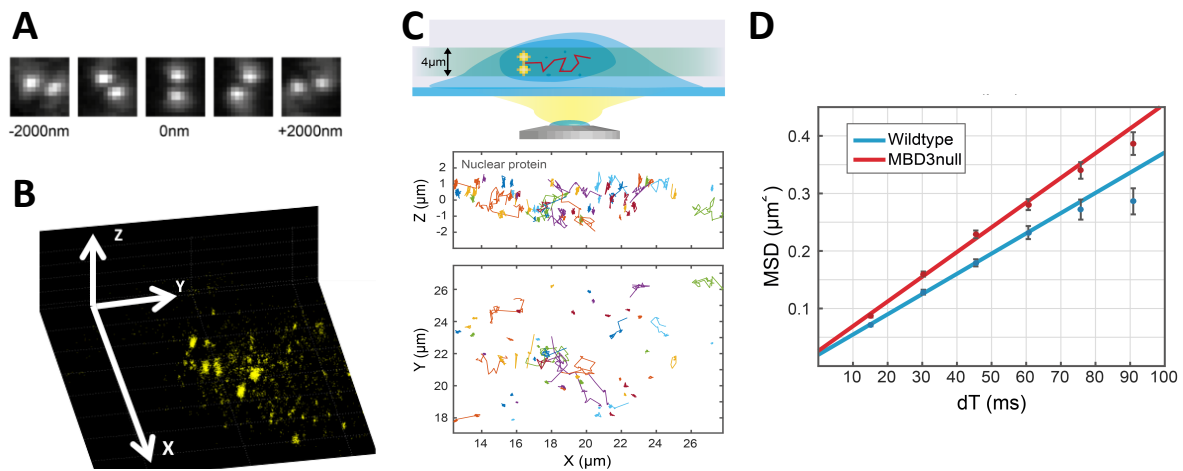 A
-2000nm
0nm
+2000nm
B
Z
Y
X
C
4μm
Nuclear protein
2
1
0
-1
-2
Z (μm)
26
24
22
20
18
Y (μm)
14
16
18
20
22
24
26
X (μm)
D
Wildtype
MBD3null
0.4
0.3
0.2
0.1
MSD (μm²)
10
20
30
40
50
60
70
80
90
100
dT (ms)